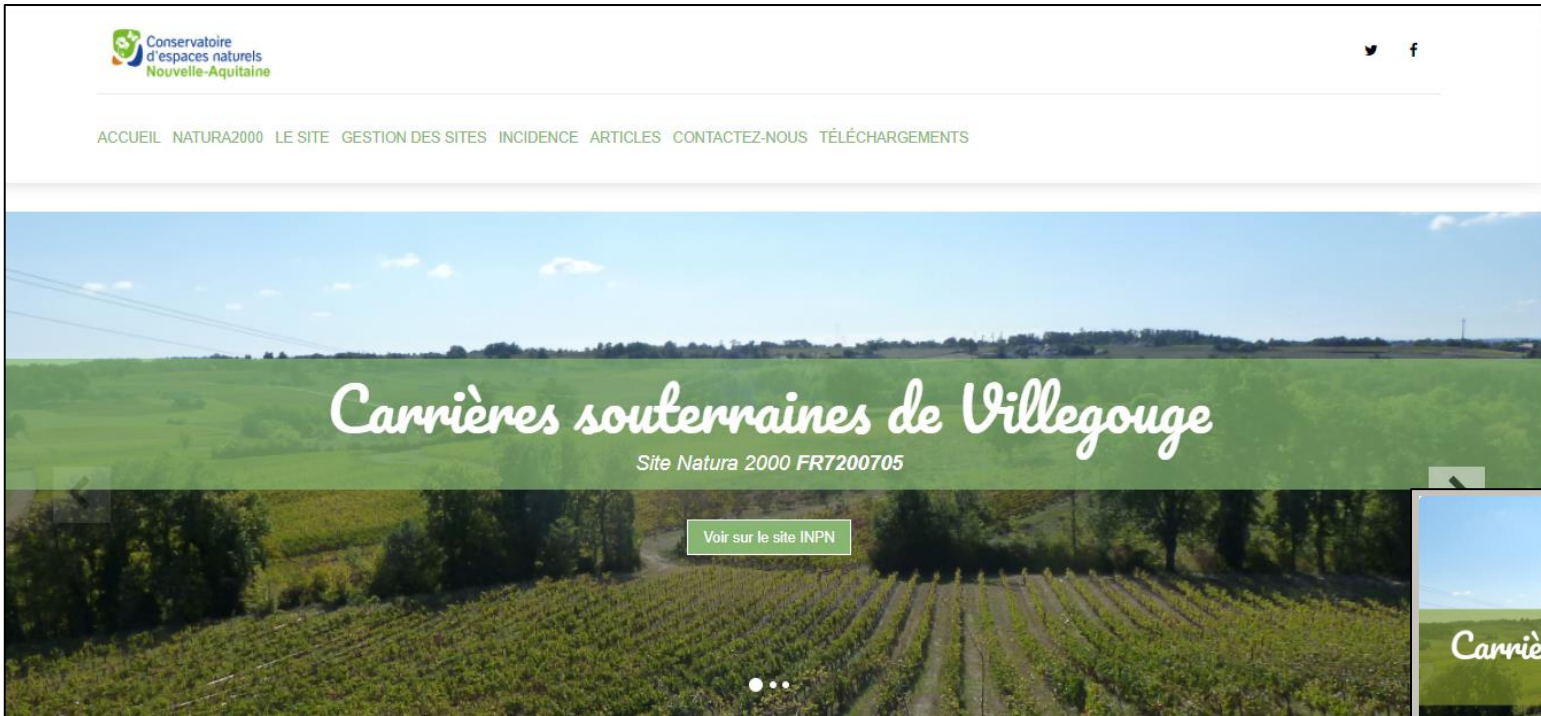 Conservatoire
d'espaces naturels
Nouvelle-Aquitaine
ACCUEIL NATURA2000 LE SITE GESTION DES SITES INCIDENCE ARTICLES CONTACTEZ-NOUS TÉLÉCHARGEMENTS
Carrières souterraines de Villegouge
Site Natura 2000 FR7200705
Voir sur le site INPN